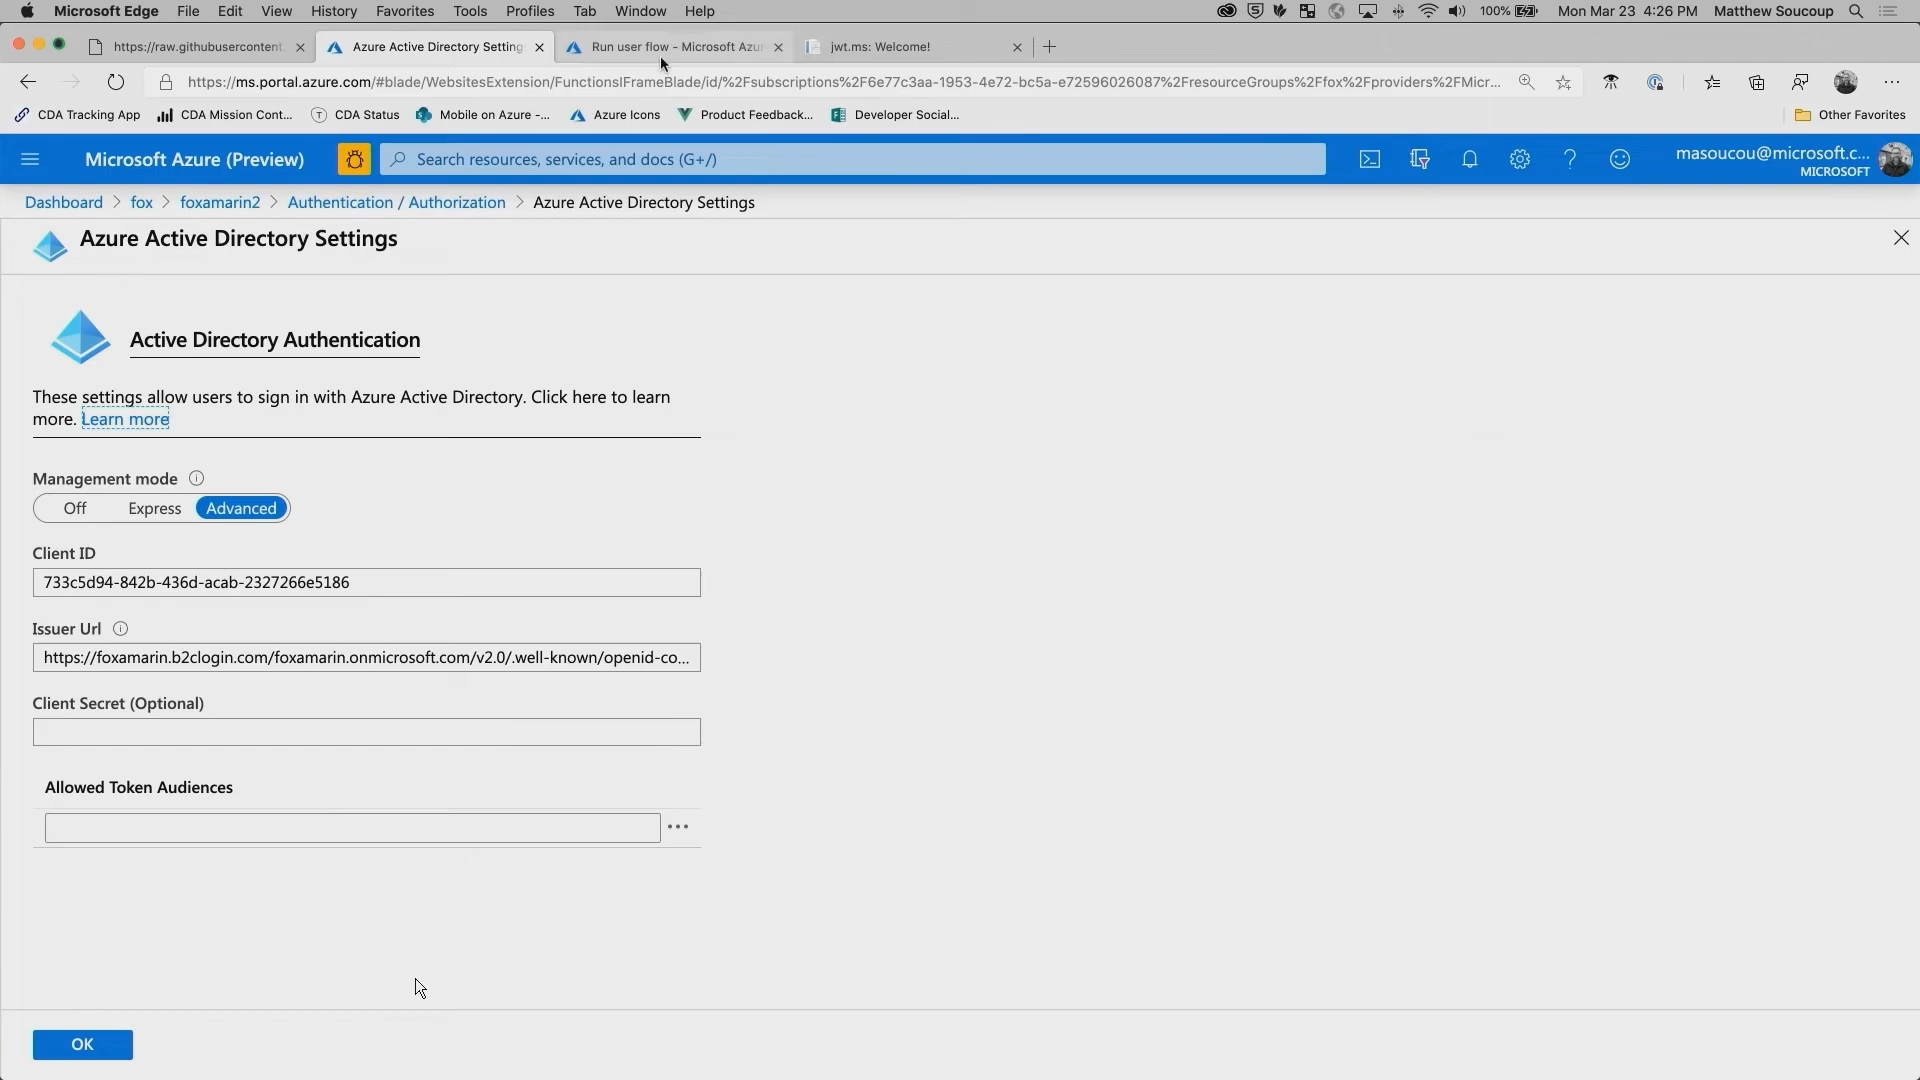 Microsoft Edge File Edit View History Favorites Tools Profiles Tab Window Help 100% Mon Mar 23 4:26 PM Matthew Soucoup
https://raw.githubusercontent. Azure Active Directory Setting Run user flow - Microsoft Azur jwt.ms: Welcome!
https://ms.portal.azure.com/#blade/WebsitesExtension/FunctionsIFrameBlade/id/%2Fsubscriptions%2F6e77c3aa-1953-4e72-bc5a-e72596026087%2FresourceGroups%2Ffox%2Fproviders%2FMicr...
CDA Tracking App CDA Mission Cont... T CDA Status Mobile on Azure -... Azure Icons Product Feedback... Developer Social... Other Favorites
Microsoft Azure (Preview) Search resources, services, and docs (G+/) masoucou@microsoft.c...
MICROSOFT
Dashboard > fox > foxamarin2 > Authentication / Authorization > Azure Active Directory Settings
Azure Active Directory Settings
Active Directory Authentication
These settings allow users to sign in with Azure Active Directory. Click here to learn
more. Learn more
Management mode
Off Express Advanced
Client ID
733c5d94-842b-436d-acab-2327266e5186
Issuer Url
https://foxamarin.b2clogin.com/foxamarin.onmicrosoft.com/v2.0/.well-known/openid-co...
Client Secret (Optional)
Allowed Token Audiences
OK